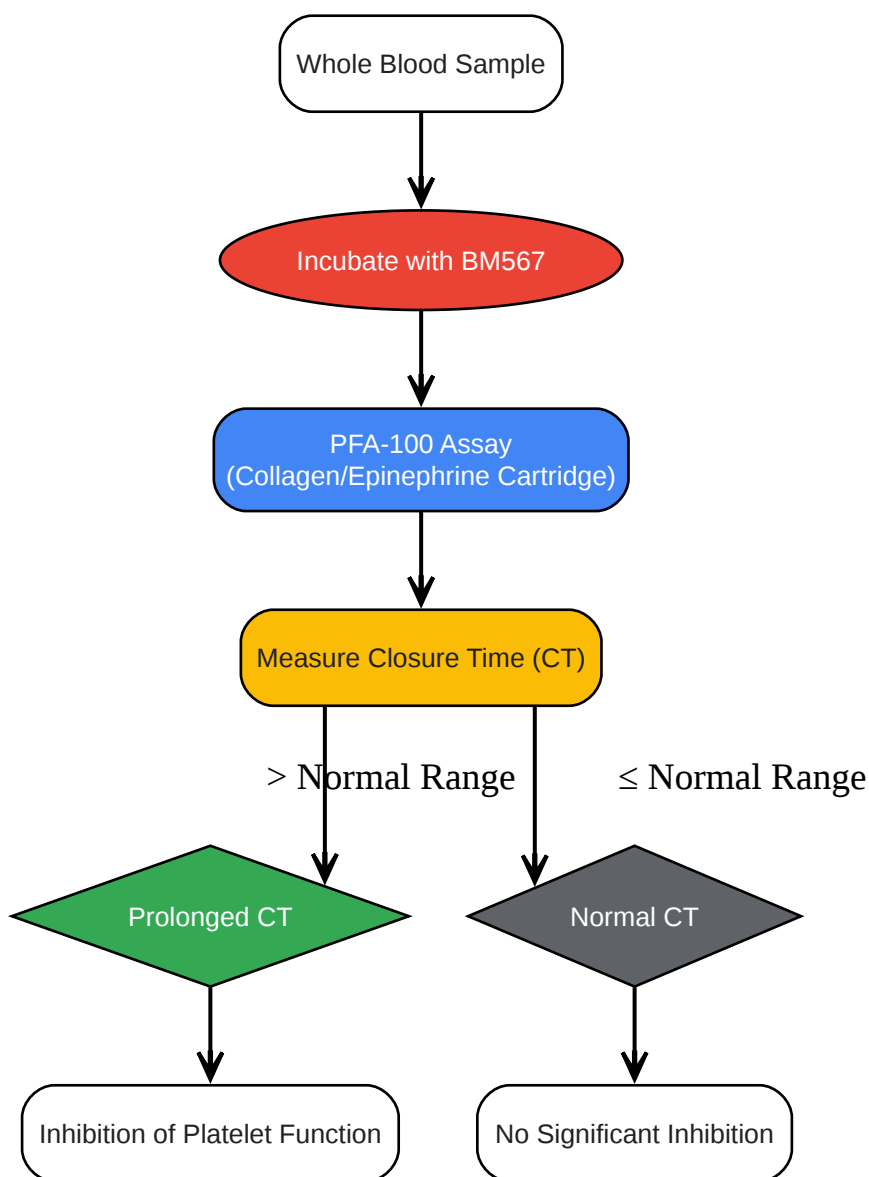 Whole Blood Sample
Incubate with BM567
PFA-100 Assay
(Collagen/Epinephrine Cartridge)
Measure Closure Time (CT)
> Normal Range
≤ Normal Range
Prolonged CT
Normal CT
Inhibition of Platelet Function
No Significant Inhibition